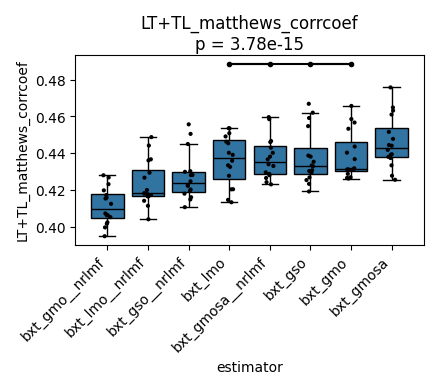 LT+TL_matthews_corrcoef
p = 3.78e-15
LT+TL_matthews_corrcoef
0.48
0.46
0.44
0.42
0.40
bxt_gmo__nrlmf
bxt_lmo__nrlmf
bxt_gso__nrlmf
bxt_lmo
bxt_gmosa__nrlmf
bxt_gso
bxt_gmo
bxt_gmosa
estimator